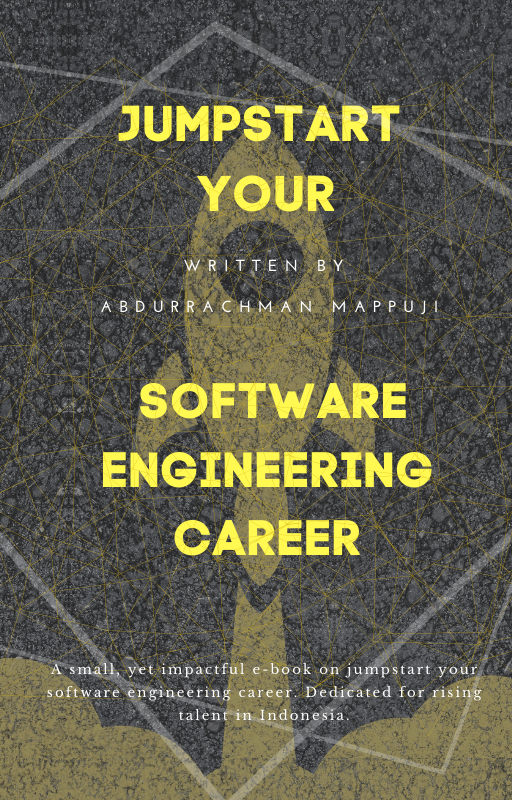 JUMPSTART
YOUR
WRITTEN BY
ABDURRACHMAN MAPPUJI
SOFTWARE
ENGINEERING
CAREER
A small, yet impactful e-book on jumpstart your
software engineering career. Dedicated for rising
talent in Indonesia.